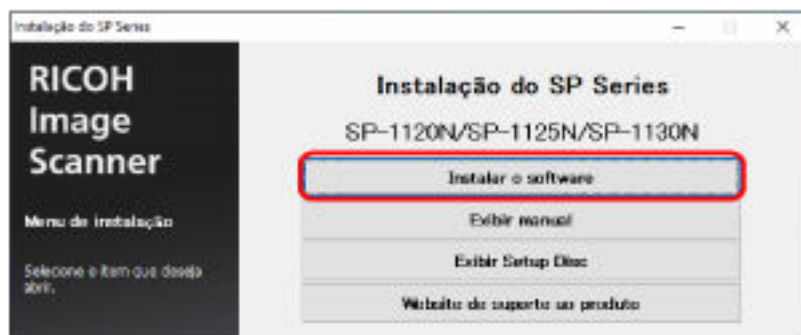 Instalação do SP Series
RICOH
Image
Scanner
Menu de instalação
Selecione o item que deseja
abrir.
Instalação do SP Series
SP-1120N/SP-1125N/SP-1130N
Instalar o software
Exibir manual
Exibir Setup Disc
Website de suporte ao produto